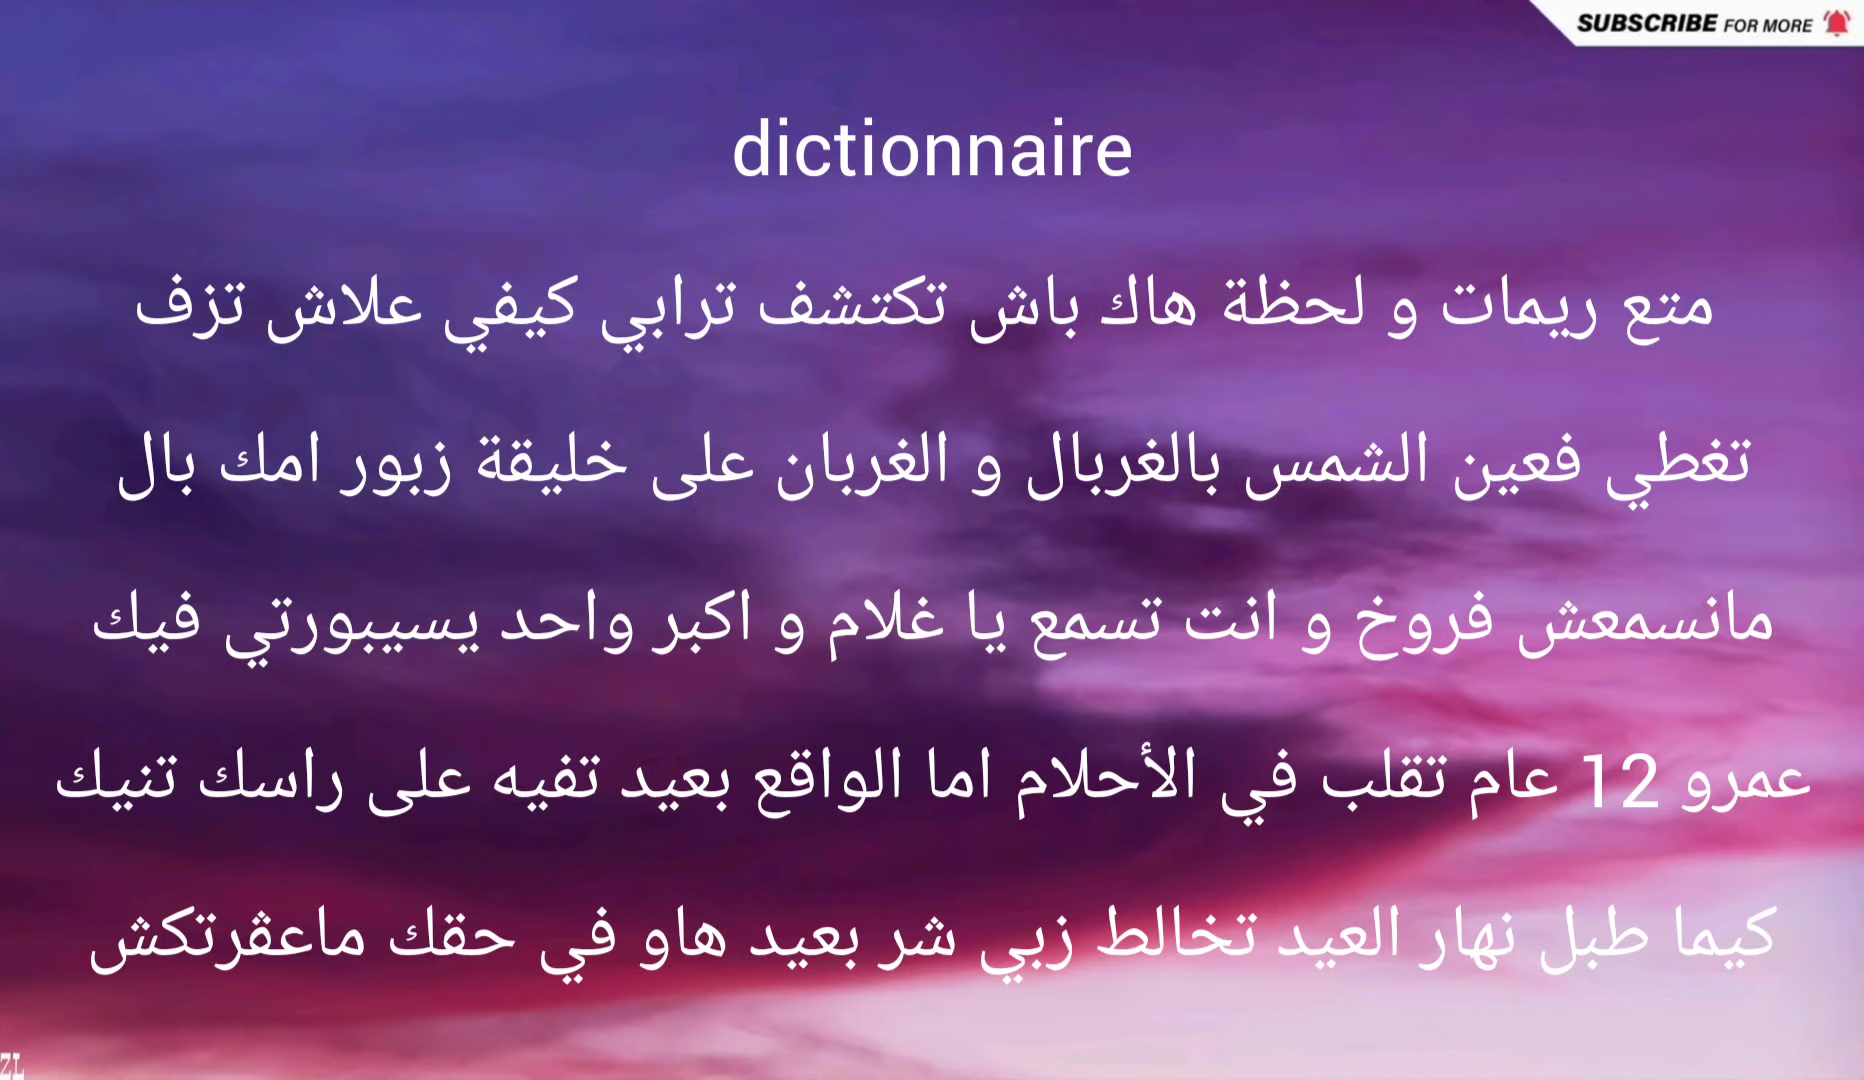 SUBSCRIBE FOR MORE
dictionnaire
متع ريمات و لحظة هاك باش تكتشف ترابي كيفي علاش تزف
تغطي فعين الشمس بالغربال و الغربان على خليقة زبور امك بال
مانسمعش فروخ و انت تسمع يا غلام و اكبر واحد يسيبورتي فيك
عمرو 12 عام تقلب في الأحلام اما الواقع بعيد تفيه على راسك تنيك
كيما طبل نهار العيد تخالط زبي شر بعيد هاو في حقك ماعڤرتكش
ZL